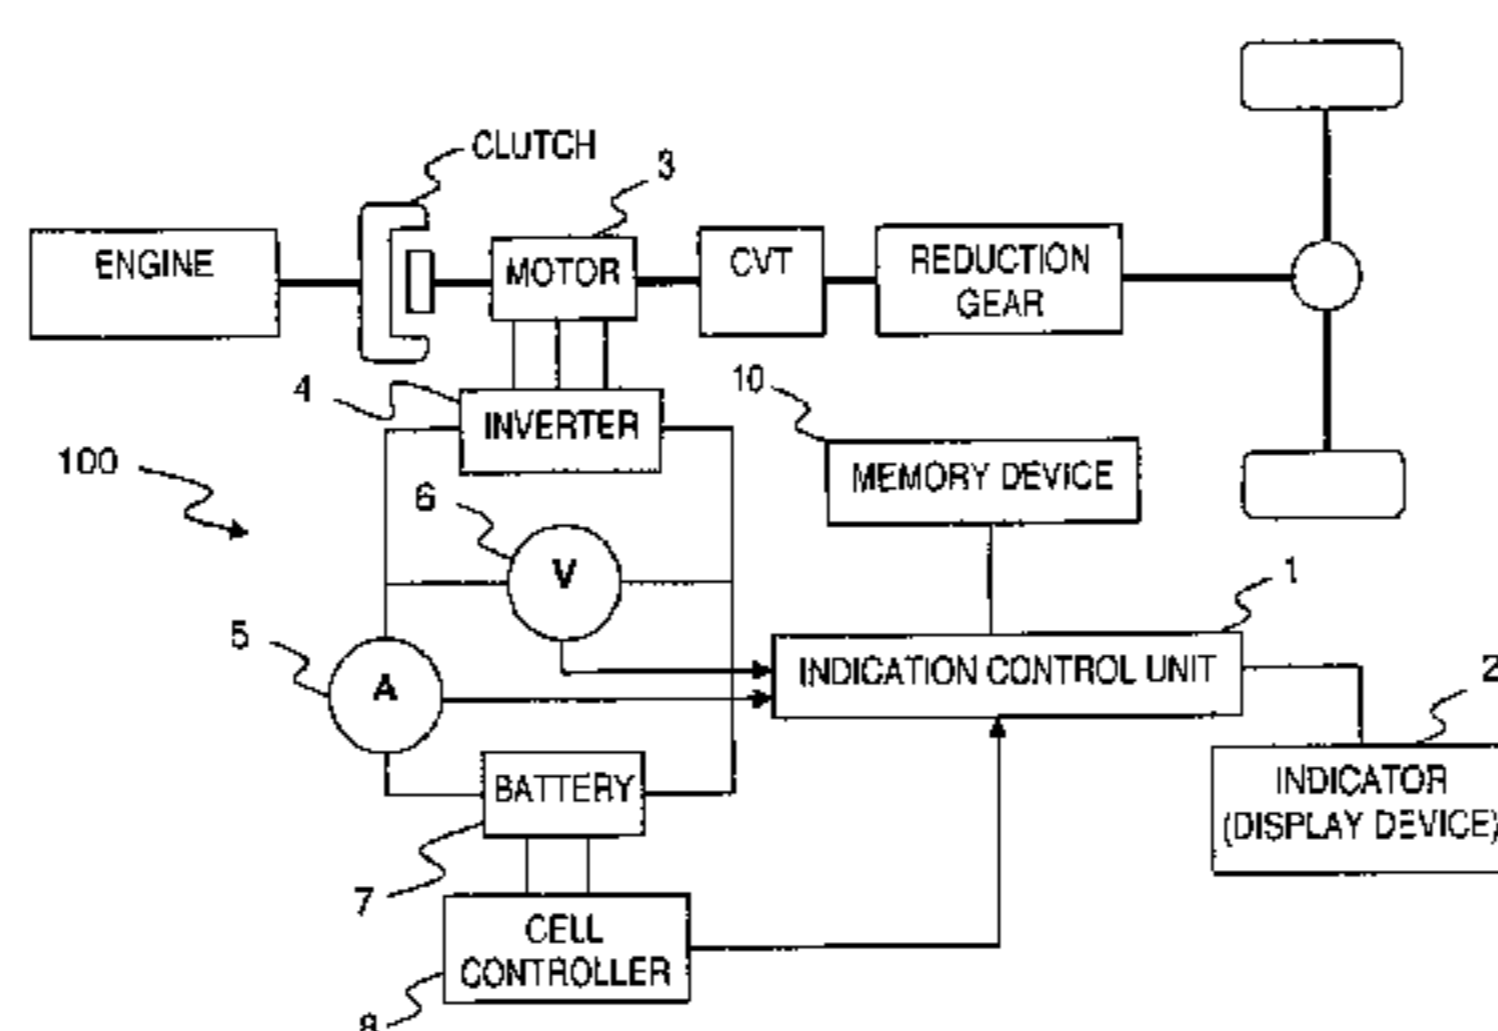 CLUTCH
3
ENGINE
MOTOR
CVT
REDUCTION
GEAR
4
INVERTER
10
MEMORY DEVICE
100
6
V
1
5
A
INDICATION CONTROL UNIT
2
BATTERY
INDICATOR
(DISPLAY DEVICE)
7
CELL
CONTROLLER
8